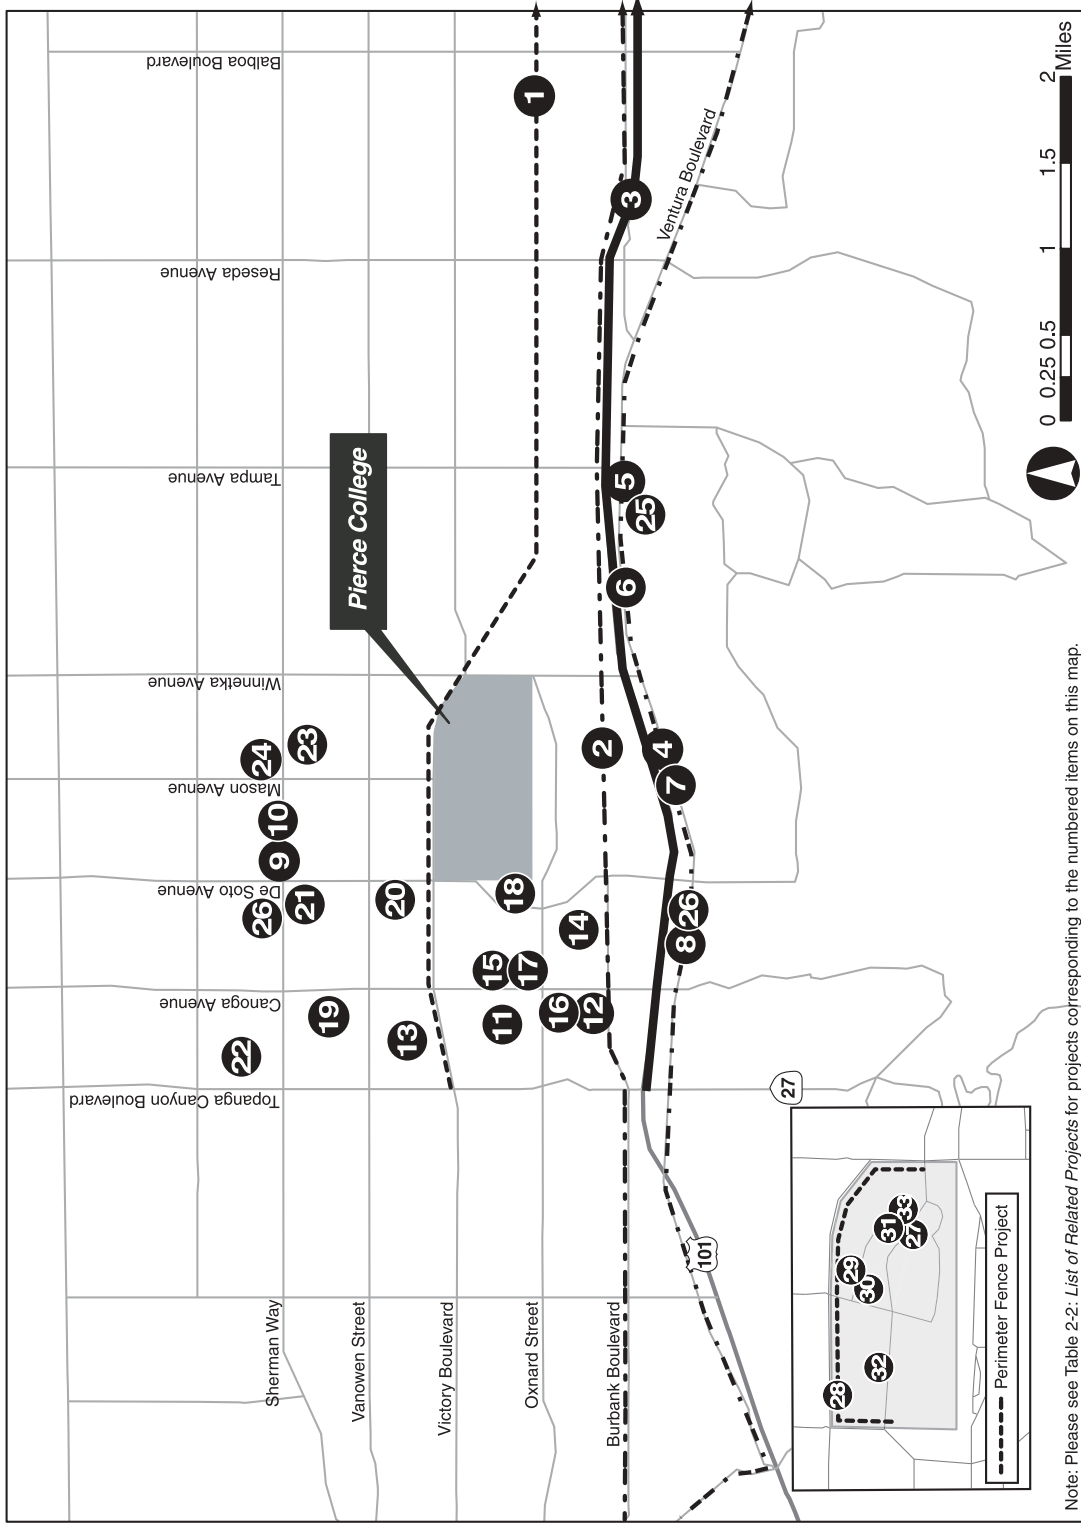 Balboa Boulevard
Reseda Avenue
Tampa Avenue
Winnetka Avenue
Mason Avenue
De Soto Avenue
Canoga Avenue
Topanga Canyon Boulevard
Sherman Way
Vanowen Street
Victory Boulevard
Oxnard Street
Burbank Boulevard
Ventura Boulevard
Pierce College
1
2
3
4
5
6
7
8
9
10
11
12
13
14
15
16
17
18
19
20
21
22
23
24
25
26
26
27
101
28
29
30
31
32
33
27
Perimeter Fence Project
0 0.25 0.5 1 1.5 2
Miles
Note: Please see Table 2-2: List of Related Projects for projects corresponding to the numbered items on this map.